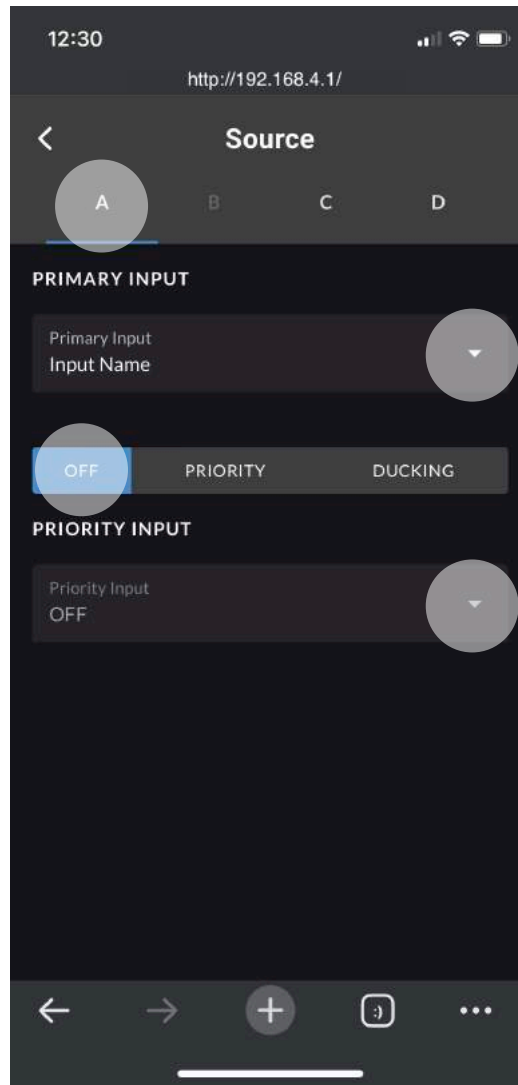 12:30
http://192.168.4.1/
Source
A B C D
PRIMARY INPUT
Primary Input
Input Name
OFF PRIORITY DUCKING
PRIORITY INPUT
Priority Input
OFF
:)